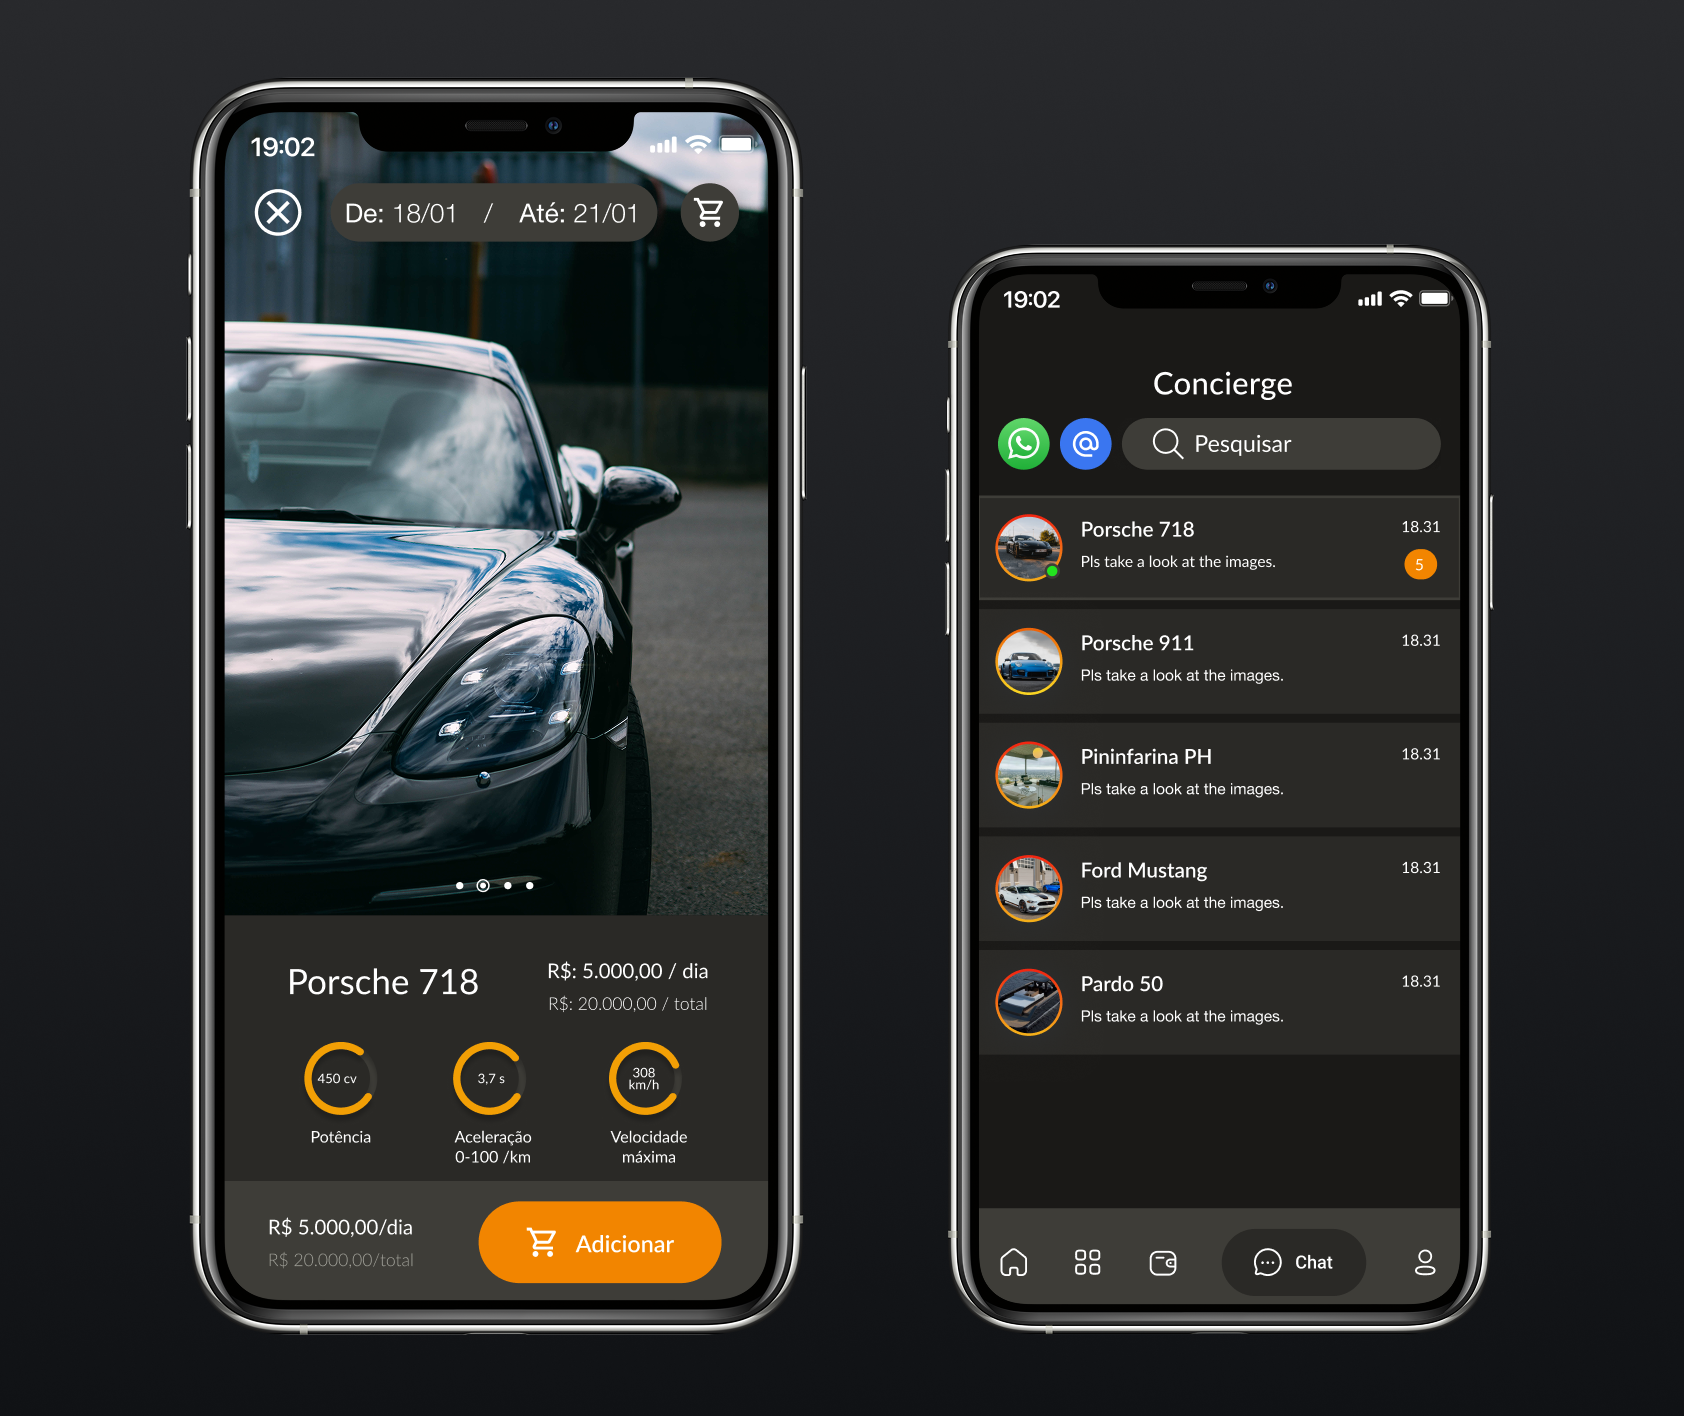 19:02
De: 18/01 / Até: 21/01
Porsche 718
R$: 5.000,00 / dia
R$: 20.000,00 / total
450 cv
3,7 s
308
km/h
Potência
Aceleração
0-100 /km
Velocidade
máxima
R$ 5.000,00/dia
R$ 20.000,00/total
Adicionar
19:02
Concierge
Pesquisar
Porsche 718
18.31
Pls take a look at the images.
5
Porsche 911
18.31
Pls take a look at the images.
Pininfarina PH
18.31
Pls take a look at the images.
Ford Mustang
18.31
Pls take a look at the images.
Pardo 50
18.31
Pls take a look at the images.
Chat